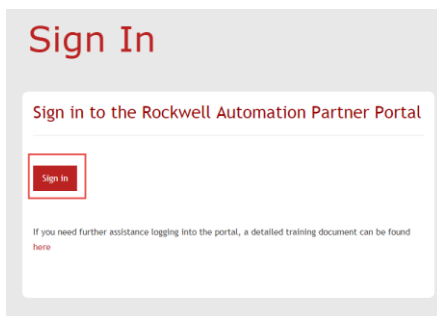 Sign In
Sign in to the Rockwell Automation Partner Portal
Sign in
If you need further assistance logging into the portal, a detailed training document can be found
here